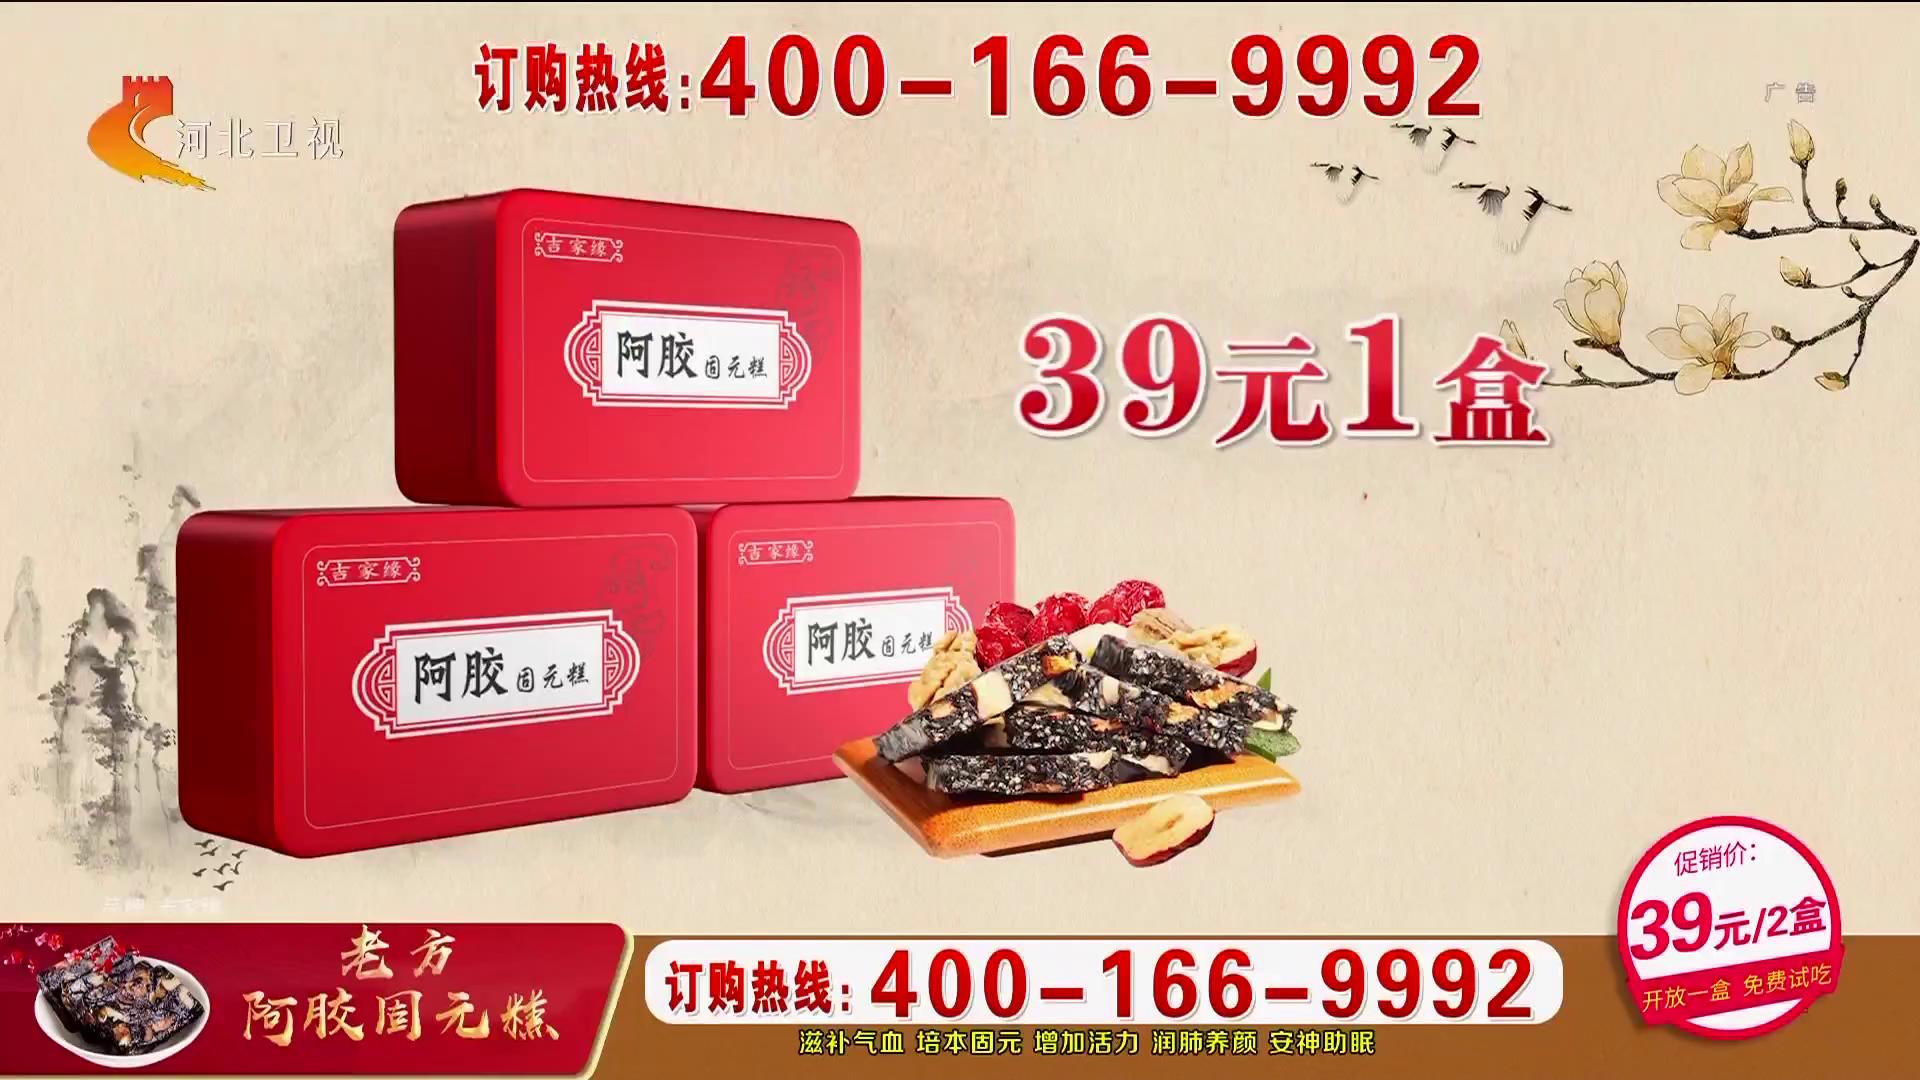 订购热线:400-166-9992
广告
河北卫视
吉家缘
阿胶固元糕
39元1盒
吉家缘
阿胶固元糕
吉家缘
阿胶固元糕
促销价:
39元/2盒
开放一盒 免费试吃
老方
阿胶固元糕
订购热线:400-166-9992
滋补气血 培本固元 增加活力 润肺养颜 安神助眠